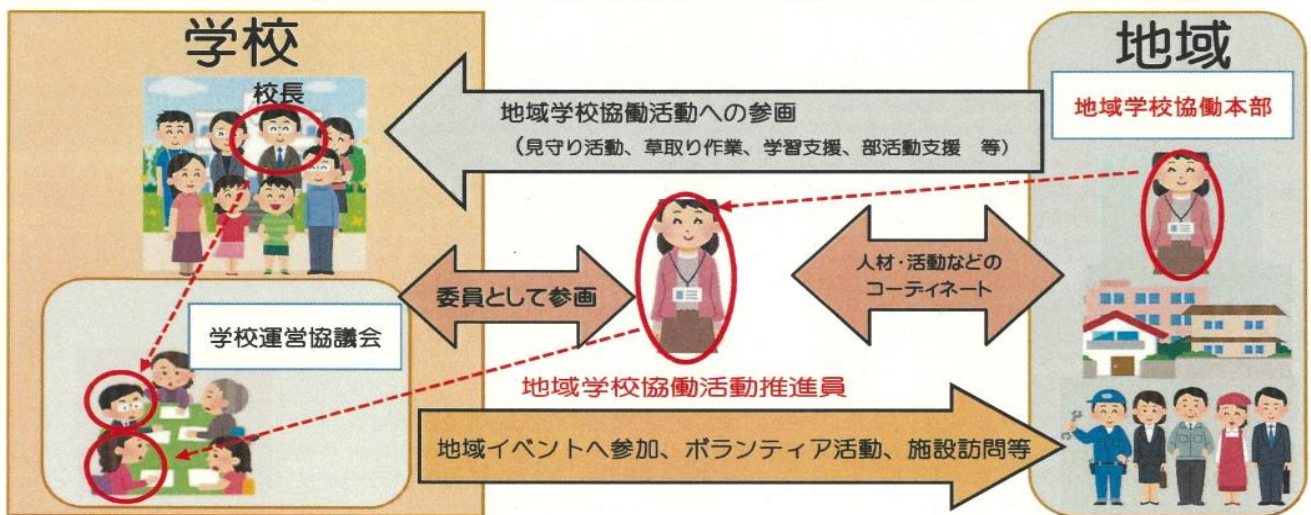 学校
校長
地域学校協働活動への参画
（見守り活動、草取り作業、学習支援、部活動支援　等）
地域
地域学校協働本部
委員として参画
人材・活動などの
コーディネート
学校運営協議会
地域学校協働活動推進員
地域イベントへ参加、ボランティア活動、施設訪問等